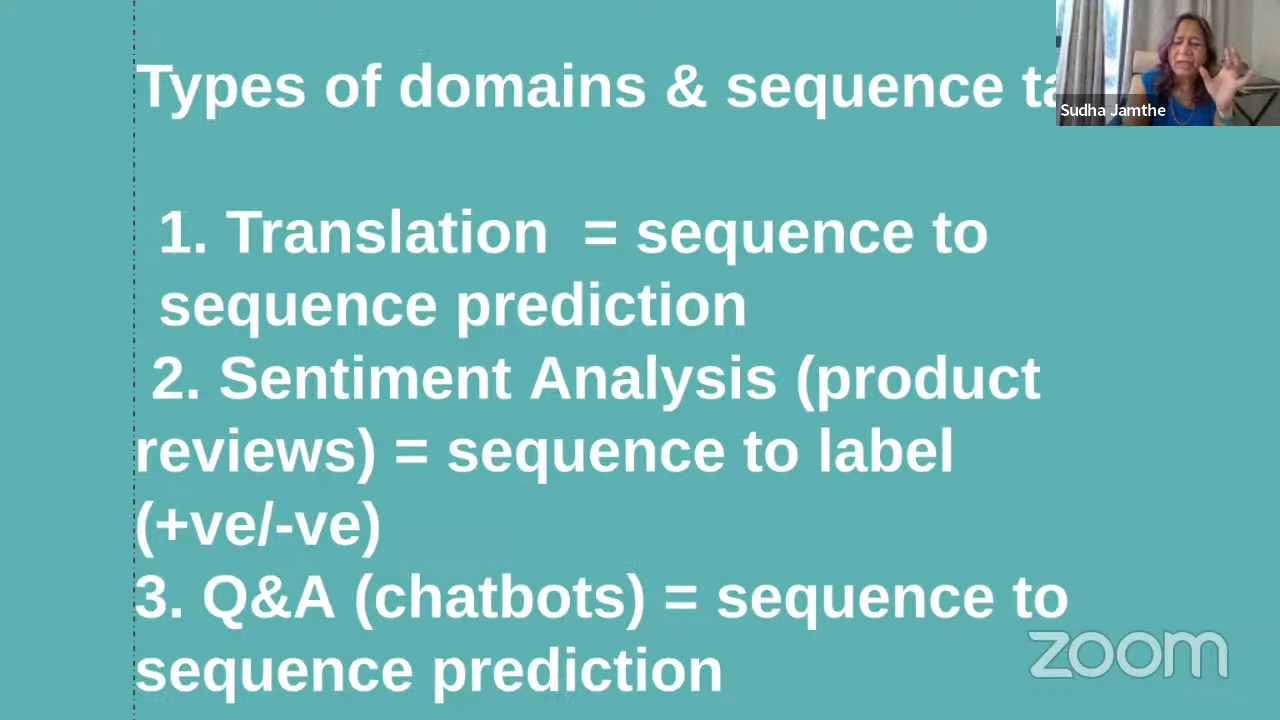 Types of domains & sequence
Sudha Jamthe
1. Translation = sequence to
sequence prediction
2. Sentiment Analysis (product
reviews) = sequence to label
(+ve/-ve)
3. Q&A (chatbots) = sequence to
sequence prediction
zoom